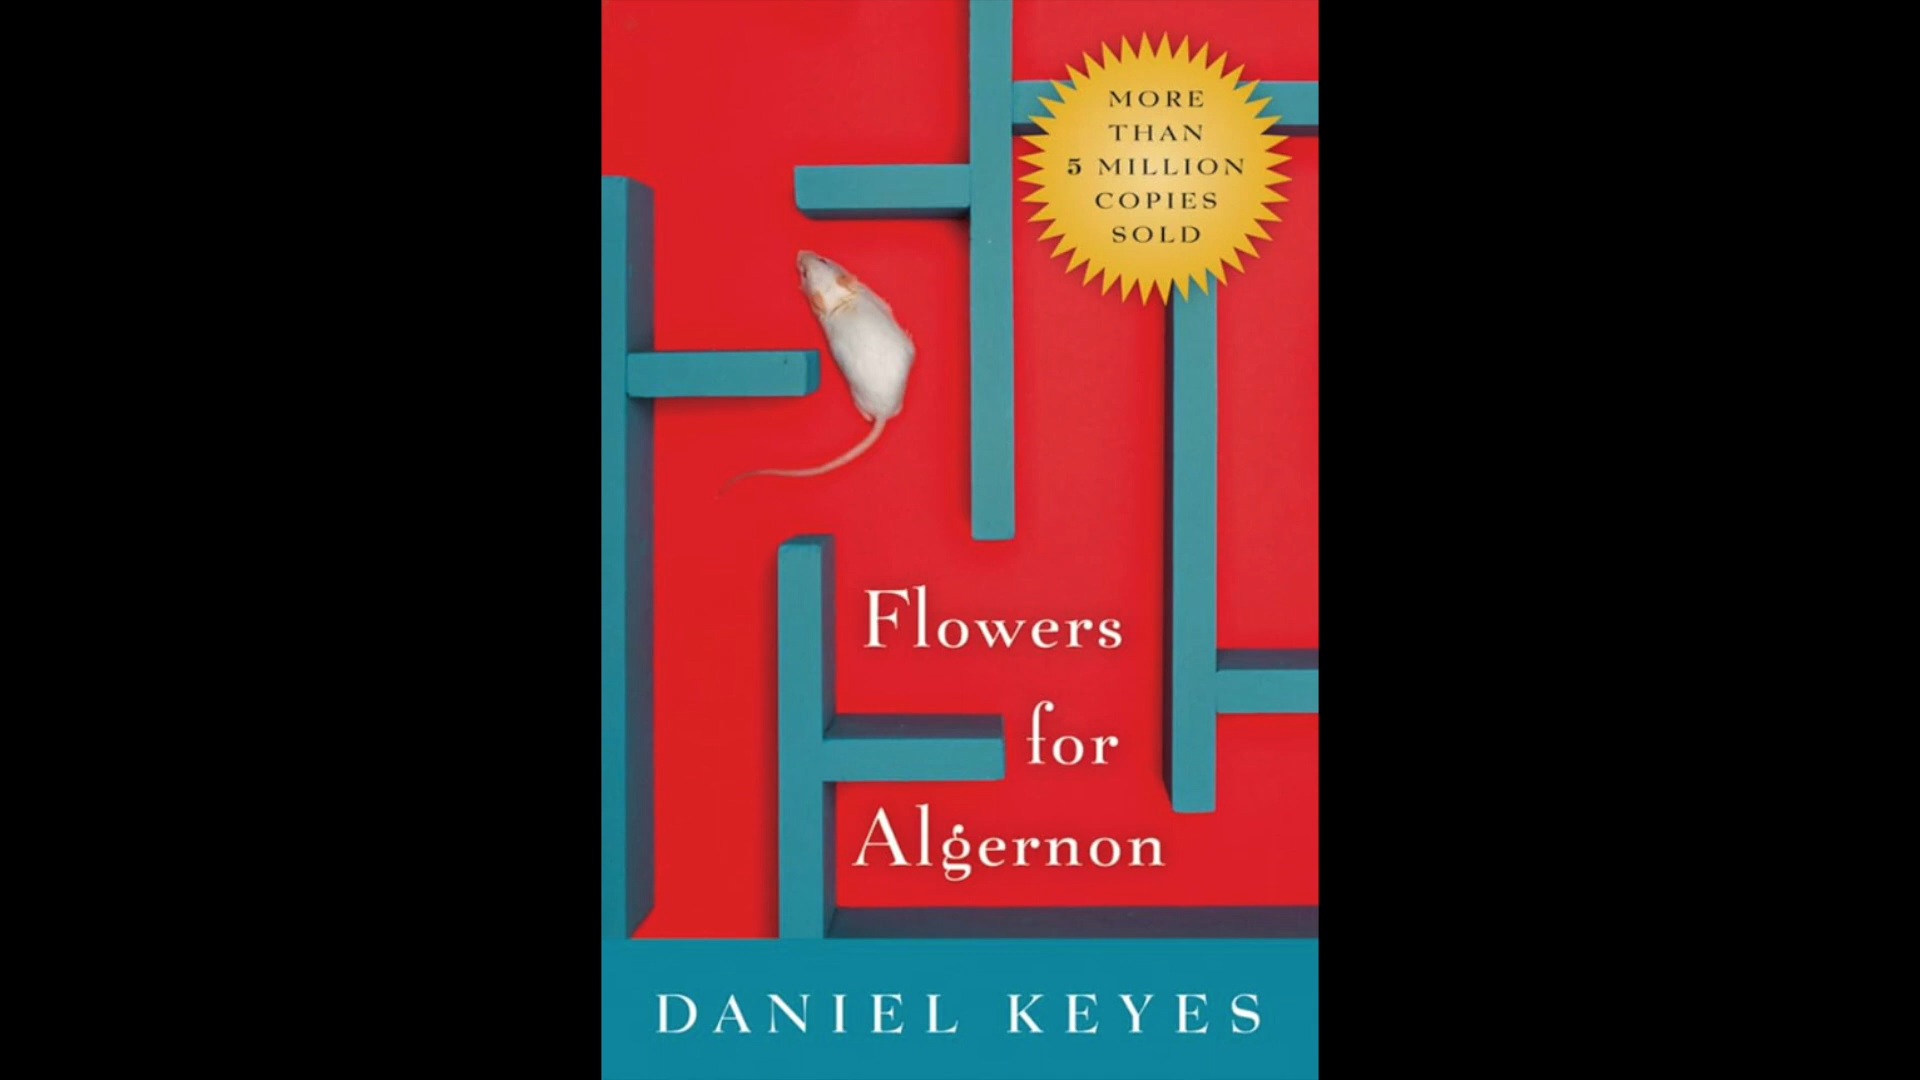 MORE
THAN
5 MILLION
COPIES
SOLD
Flowers
for
Algernon
DANIEL KEYES